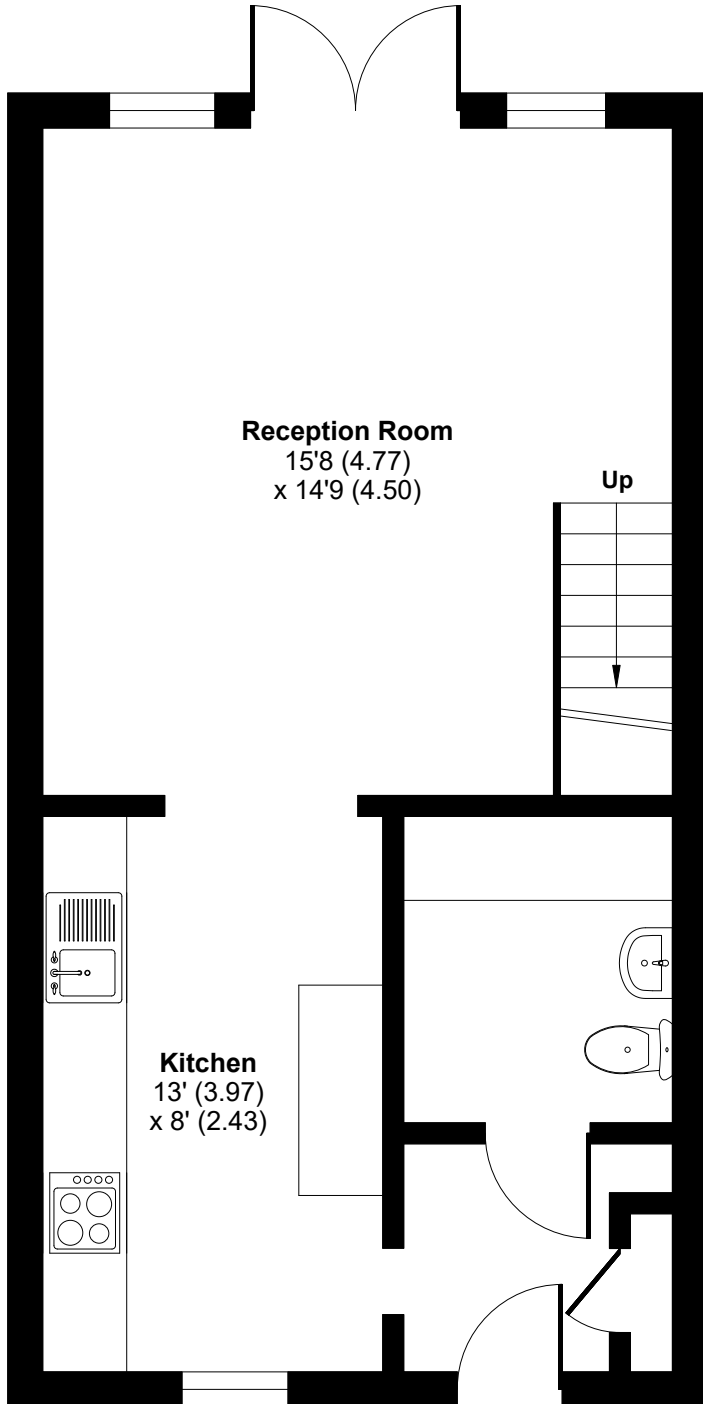 Reception Room
15'8 (4.77)
x 14'9 (4.50)
Up
Kitchen
13' (3.97)
x 8' (2.43)